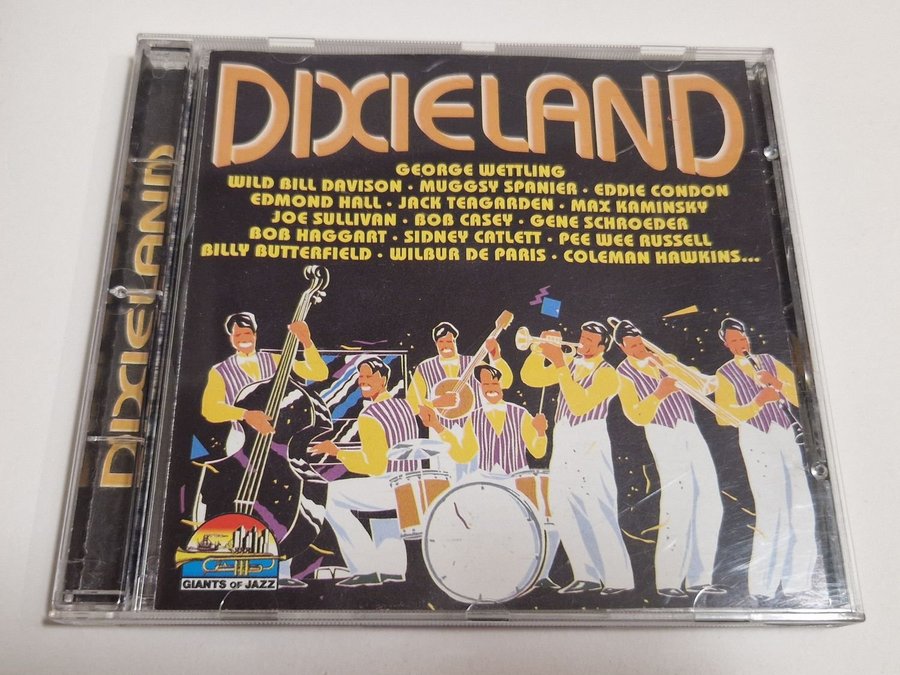 DIXIELAND
GEORGE WETTLING
WILD BILL DAVISON · MUGGSY SPANIER · EDDIE CONDON
EDMOND HALL · JACK TEAGARDEN · MAX KAMINSKY
JOE SULLIVAN · BOB CASEY · GENE SCHROEDER
BOB HAGGART · SIDNEY CATLETT · PEE WEE RUSSELL
BILLY BUTTERFIELD · WILBUR DE PARIS · COLEMAN HAWKINS...
GIANTS OF JAZZ
DIXIELAND